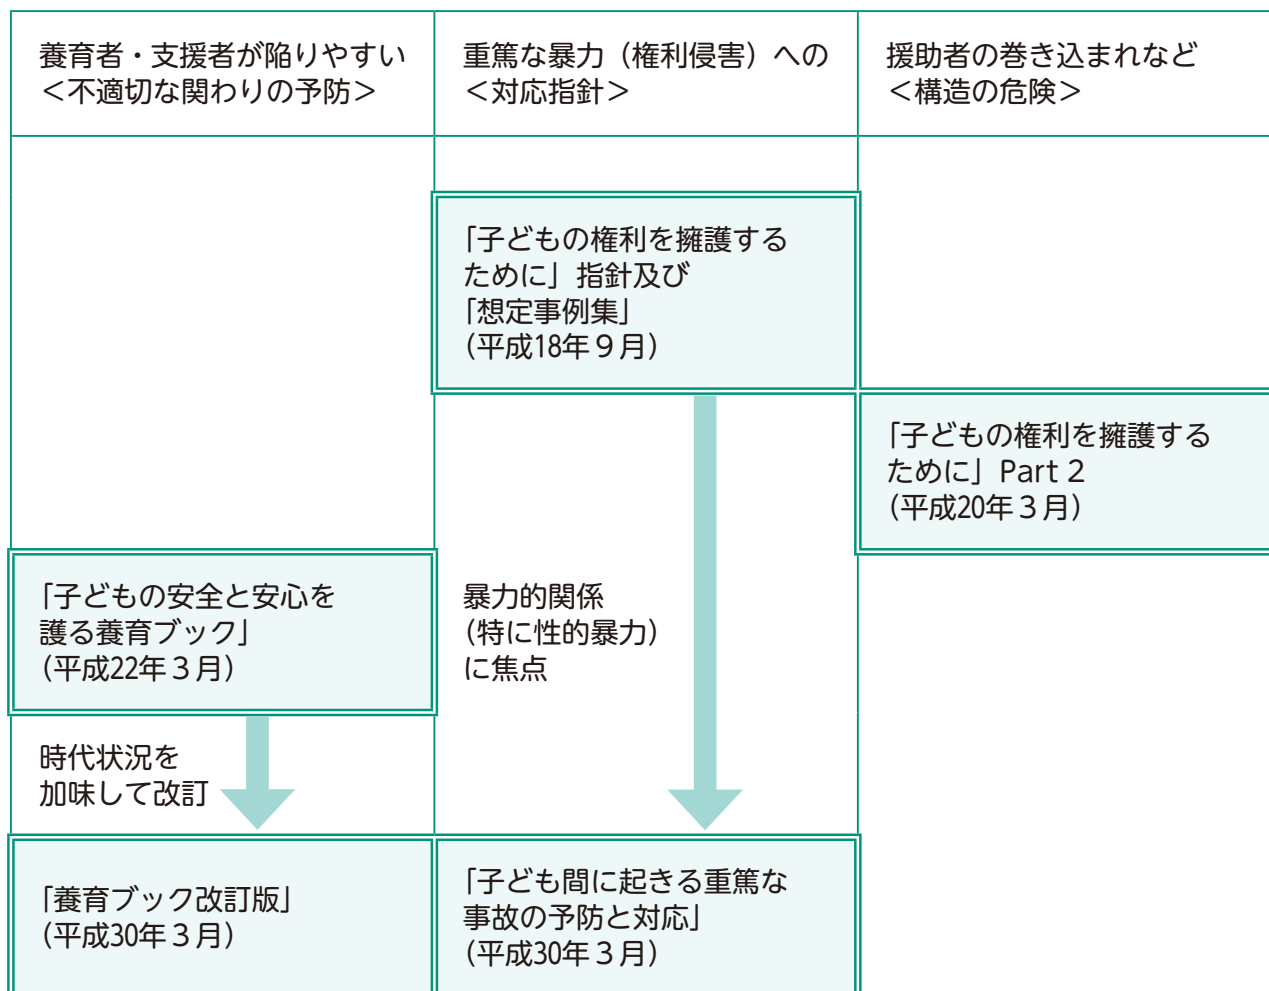 養育者・支援者が陥りやすい
＜不適切な関わりの予防＞
重篤な暴力（権利侵害）への
＜対応指針＞
援助者の巻き込まれなど
＜構造の危険＞
「子どもの権利を擁護する
ために」指針及び
「想定事例集」
（平成18年９月）
「子どもの権利を擁護する
ために」Part２
（平成20年３月）
「子どもの安全と安心を
護る養育ブック」
（平成22年３月）
暴力的関係
（特に性的暴力）
に焦点
時代状況を
加味して改訂
「養育ブック改訂版」
（平成30年３月）
「子ども間に起きる重篤な
事故の予防と対応」
（平成30年３月）